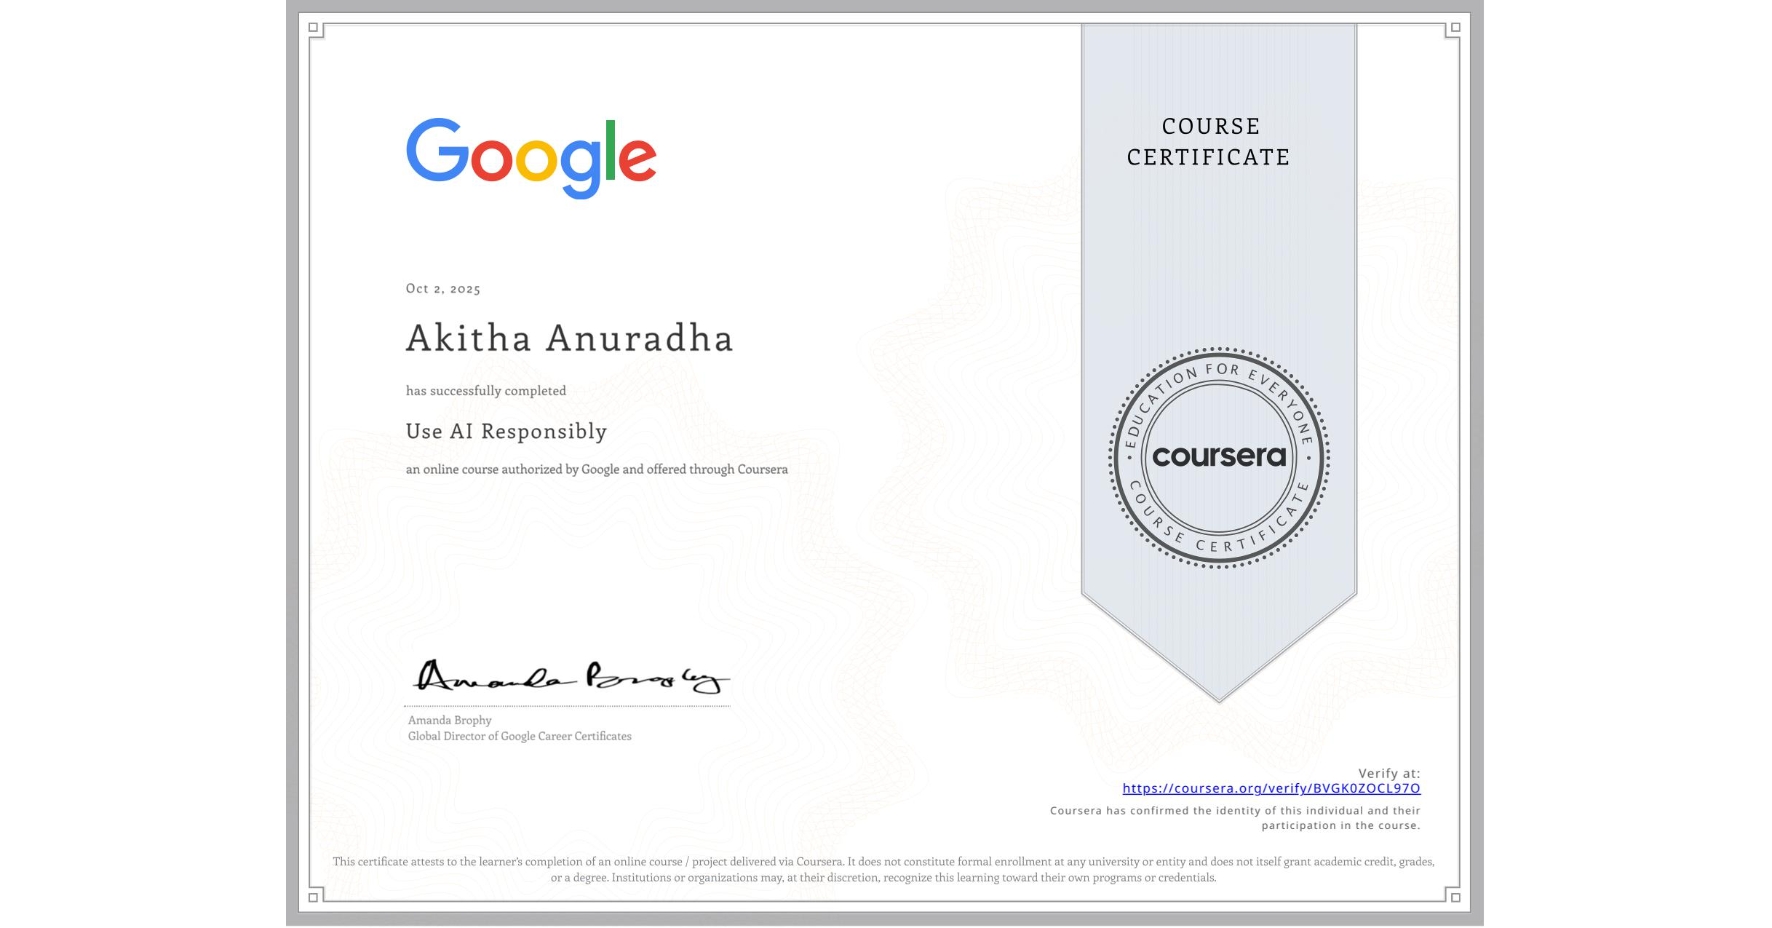 Google
COURSE
CERTIFICATE
Oct 2, 2025
Akitha Anuradha
has successfully completed
Use AI Responsibly
an online course authorized by Google and offered through Coursera
EDUCATION FOR EVERYONE
coursera
COURSE CERTIFICATE
Amanda Brophy
Amanda Brophy
Global Director of Google Career Certificates
Verify at:
https://coursera.org/verify/BVGK0ZOCL97O
Coursera has confirmed the identity of this individual and their
participation in the course.
This certificate attests to the learner's completion of an online course / project delivered via Coursera. It does not constitute formal enrollment at any university or entity and does not itself grant academic credit, grades,
or a degree. Institutions or organizations may, at their discretion, recognize this learning toward their own programs or credentials.